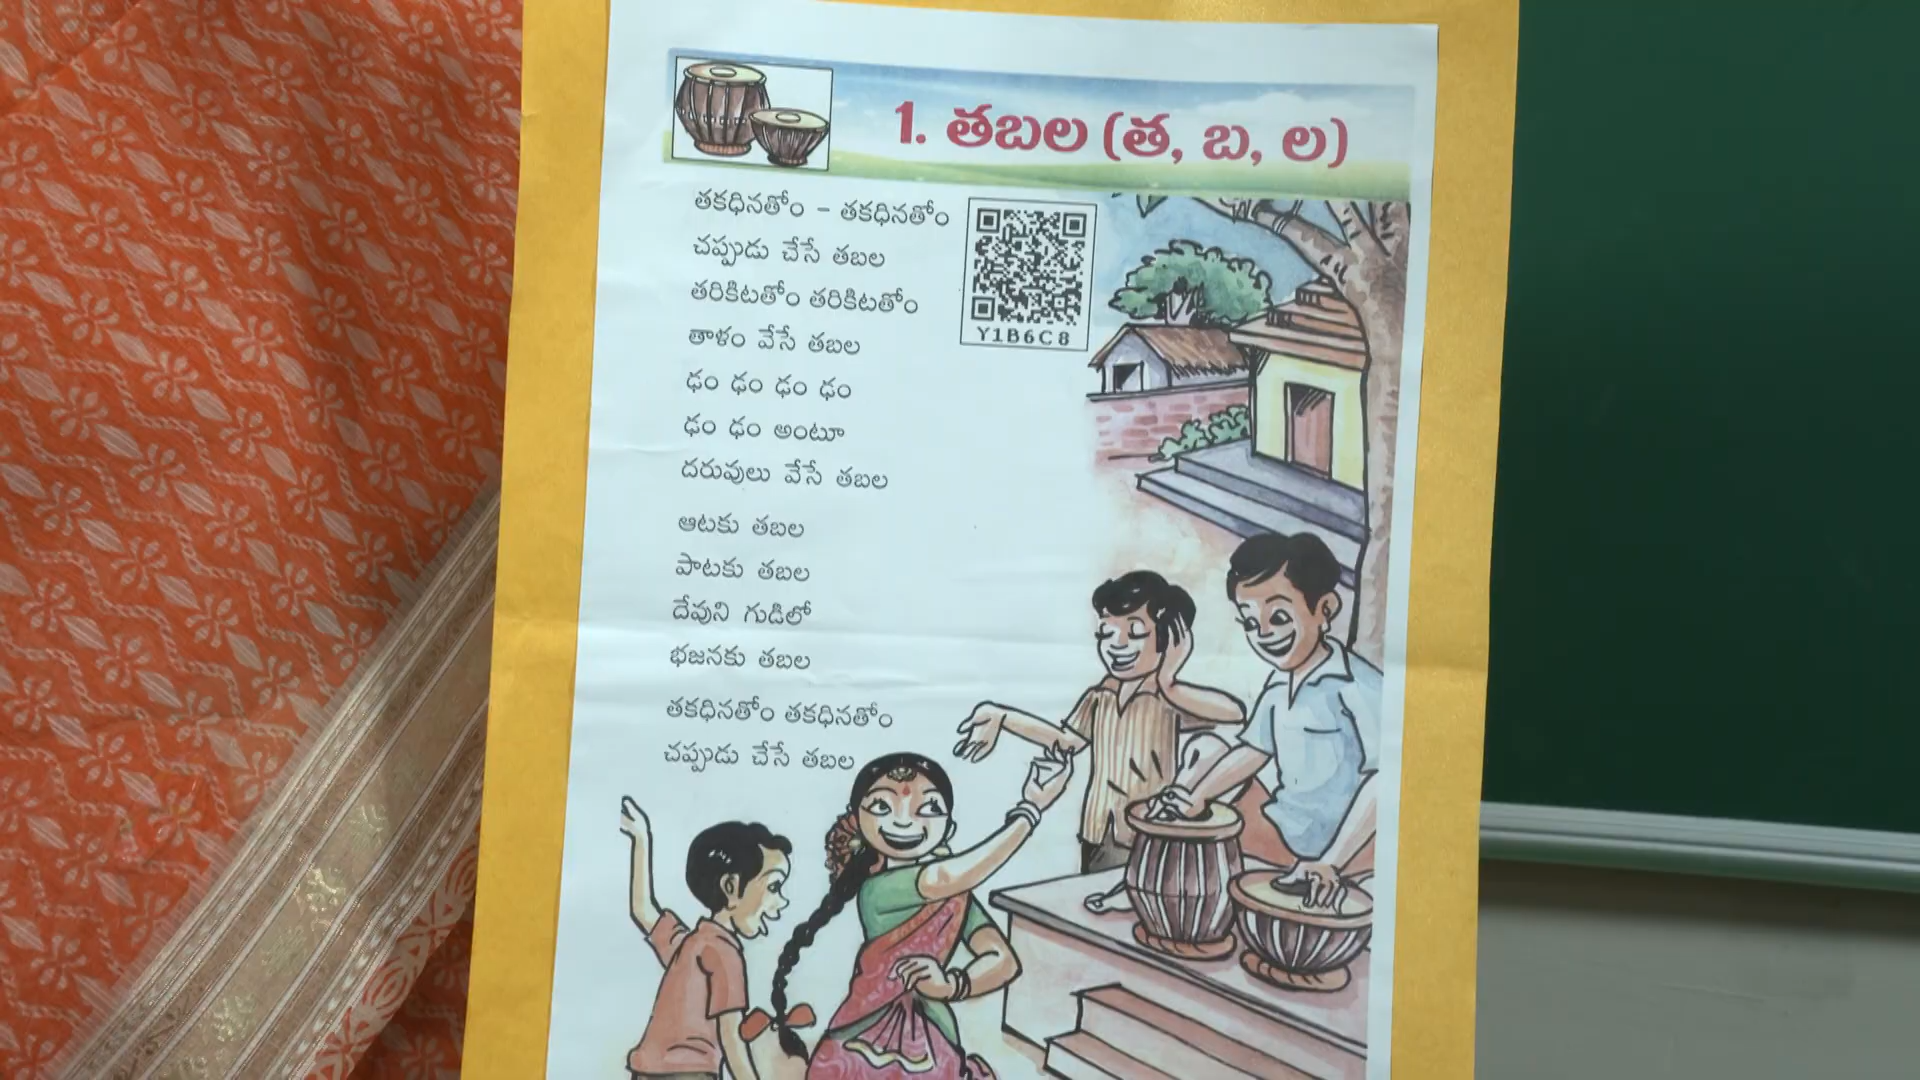 1. తబల (త, బ, ల)
తకధినతోం - తకధినతోం
చప్పుడు చేసే తబల
తరికిటతోం తరికిటతోం
తాళం వేసే తబల
ఢం ఢం ఢం ఢం
ఢం ఢం అంటూ
దరువులు వేసే తబల
ఆటకు తబల
పాటకు తబల
దేవుని గుడిలో
భజనకు తబల
తకధినతోం తకధినతోం
చప్పుడు చేసే తబల
Y1B6C8